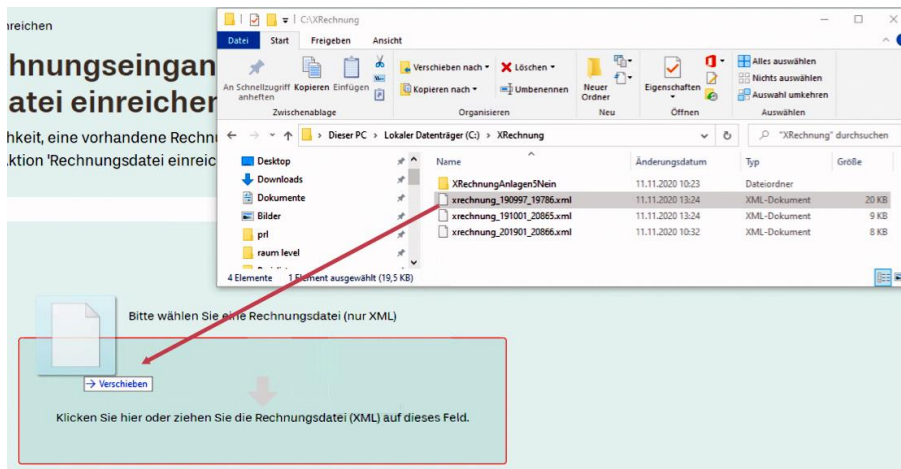 nreichen
hnungseingan
atei einreicher
hkeit, eine vorhandene Rechn
ktion 'Rechnungsdatei einreic
C:\XRechnung
Datei Start Freigeben Ansicht
An Schnellzugriff anheften
Kopieren
Einfügen
Verschieben nach
Kopieren nach
Löschen
Umbenennen
Neuer Ordner
Eigenschaften
Alles auswählen
Nichts auswählen
Auswahl umkehren
Zwischenablage Organisieren Neu Öffnen Auswählen
Dieser PC > Lokaler Datenträger (C:) > XRechnung
"XRechnung" durchsuchen
Desktop
Downloads
Dokumente
Bilder
prl
raum level
Name Änderungsdatum Typ Größe
XRechnungAnlagen5Nein 11.11.2020 10:23 Dateiordner
xrechnung_190997_19786.xml 11.11.2020 13:24 XML-Dokument 20 KB
xrechnung_191001_20865.xml 11.11.2020 13:24 XML-Dokument 9 KB
xrechnung_201901_20866.xml 11.11.2020 10:32 XML-Dokument 8 KB
4 Elemente 1 Element ausgewählt (19,5 KB)
Bitte wählen Sie eine Rechnungsdatei (nur XML)
→ Verschieben
Klicken Sie hier oder ziehen Sie die Rechnungsdatei (XML) auf dieses Feld.